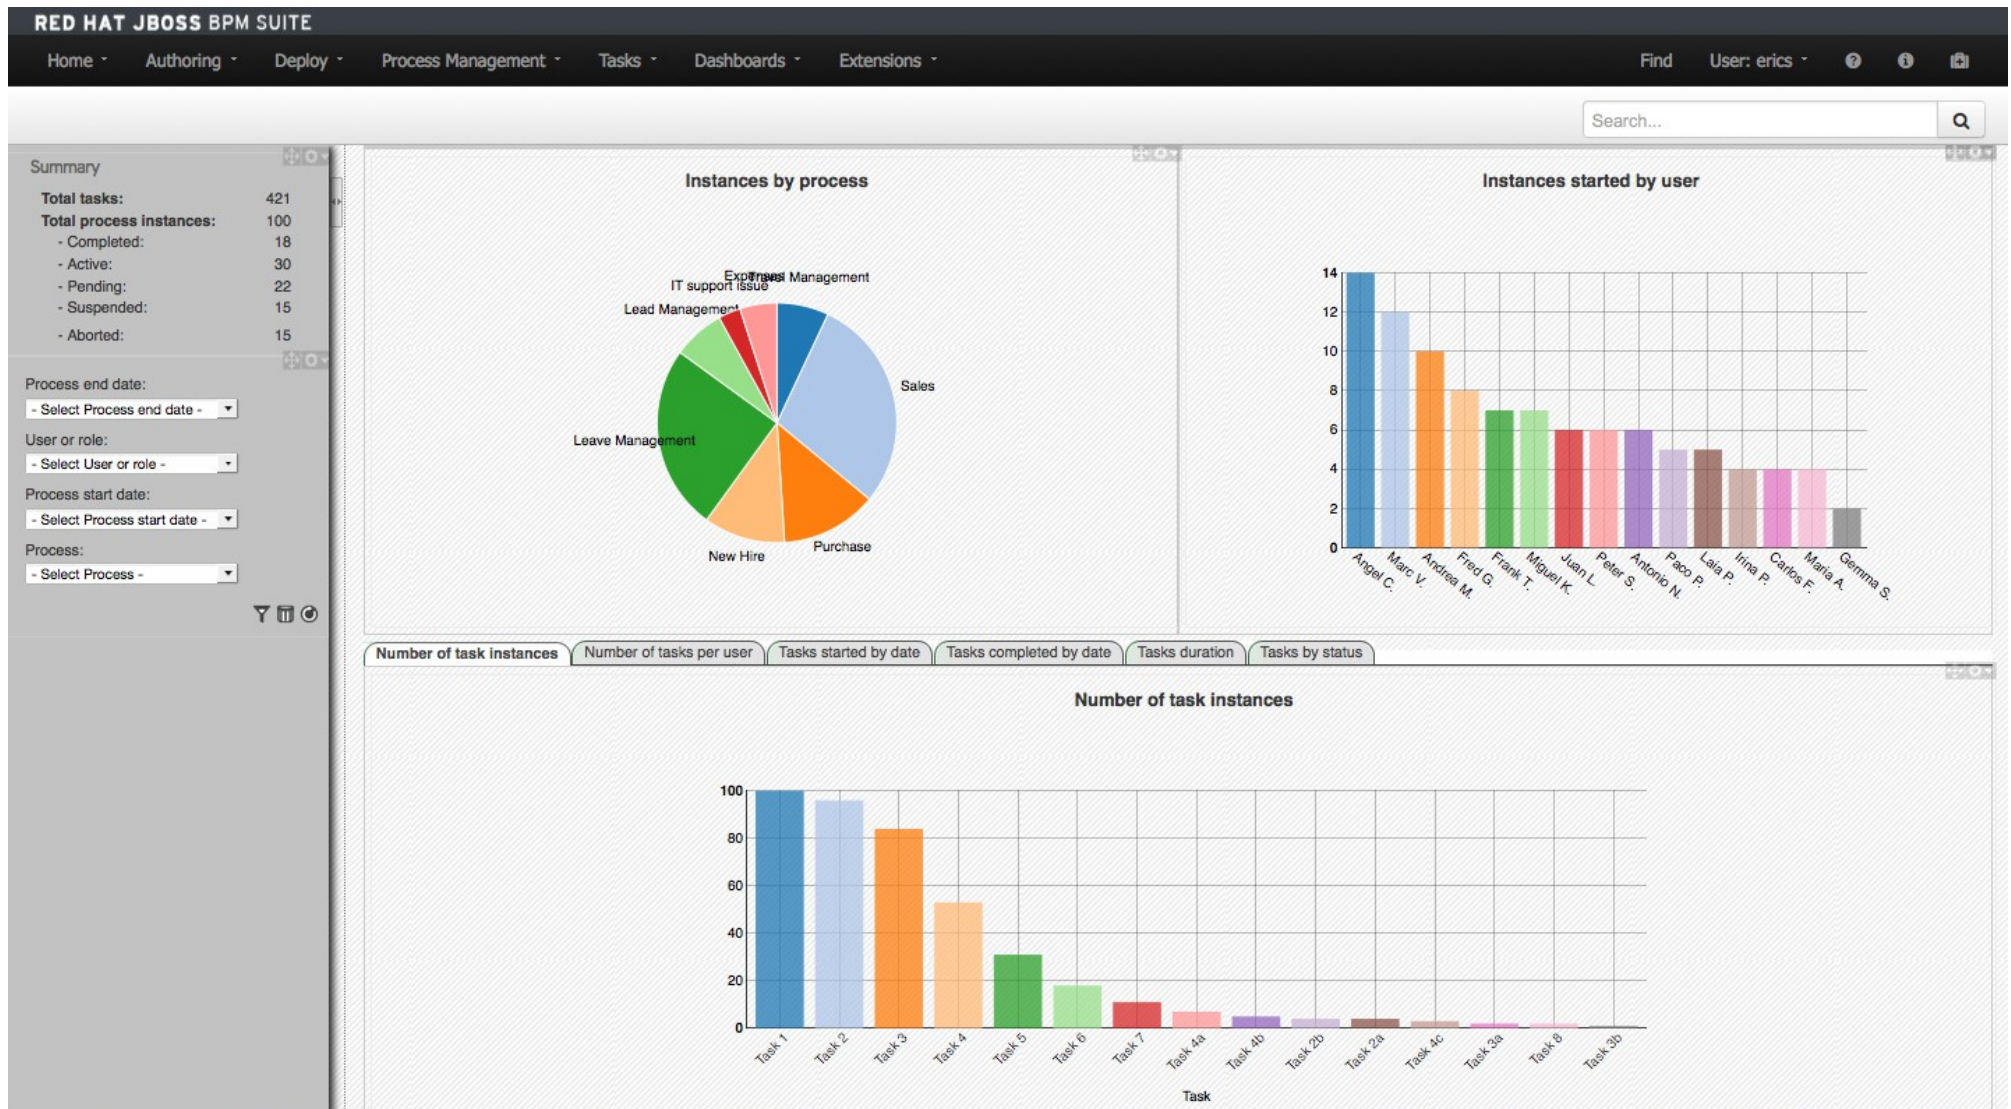 RED HAT JBOSS BPM SUITE
Home Authoring Deploy Process Management Tasks Dashboards Extensions Find User: erics
Search...
Summary
Total tasks: 421
Total process instances: 100
- Completed: 18
- Active: 30
- Pending: 22
- Suspended: 15
- Aborted: 15
Process end date:
- Select Process end date -
User or role:
- Select User or role -
Process start date:
- Select Process start date -
Process:
- Select Process -
Instances by process
Expenses
Travel Management
IT support issue
Lead Management
Sales
Leave Management
New Hire
Purchase
Instances started by user
14
12
10
8
6
4
2
0
Angel C. Marc V. Andrea M. Fred G. Frank T. Miguel K. Juan L. Peter S. Antonio N. Paco P. Laia P. Irina P. Carlos F. Maria A. Gemma S.
Number of task instances Number of tasks per user Tasks started by date Tasks completed by date Tasks duration Tasks by status
Number of task instances
100
80
60
40
20
0
Task 1 Task 2 Task 3 Task 4 Task 5 Task 6 Task 7 Task 4a Task 4b Task 2b Task 2a Task 4c Task 3a Task 8 Task 3b
Task